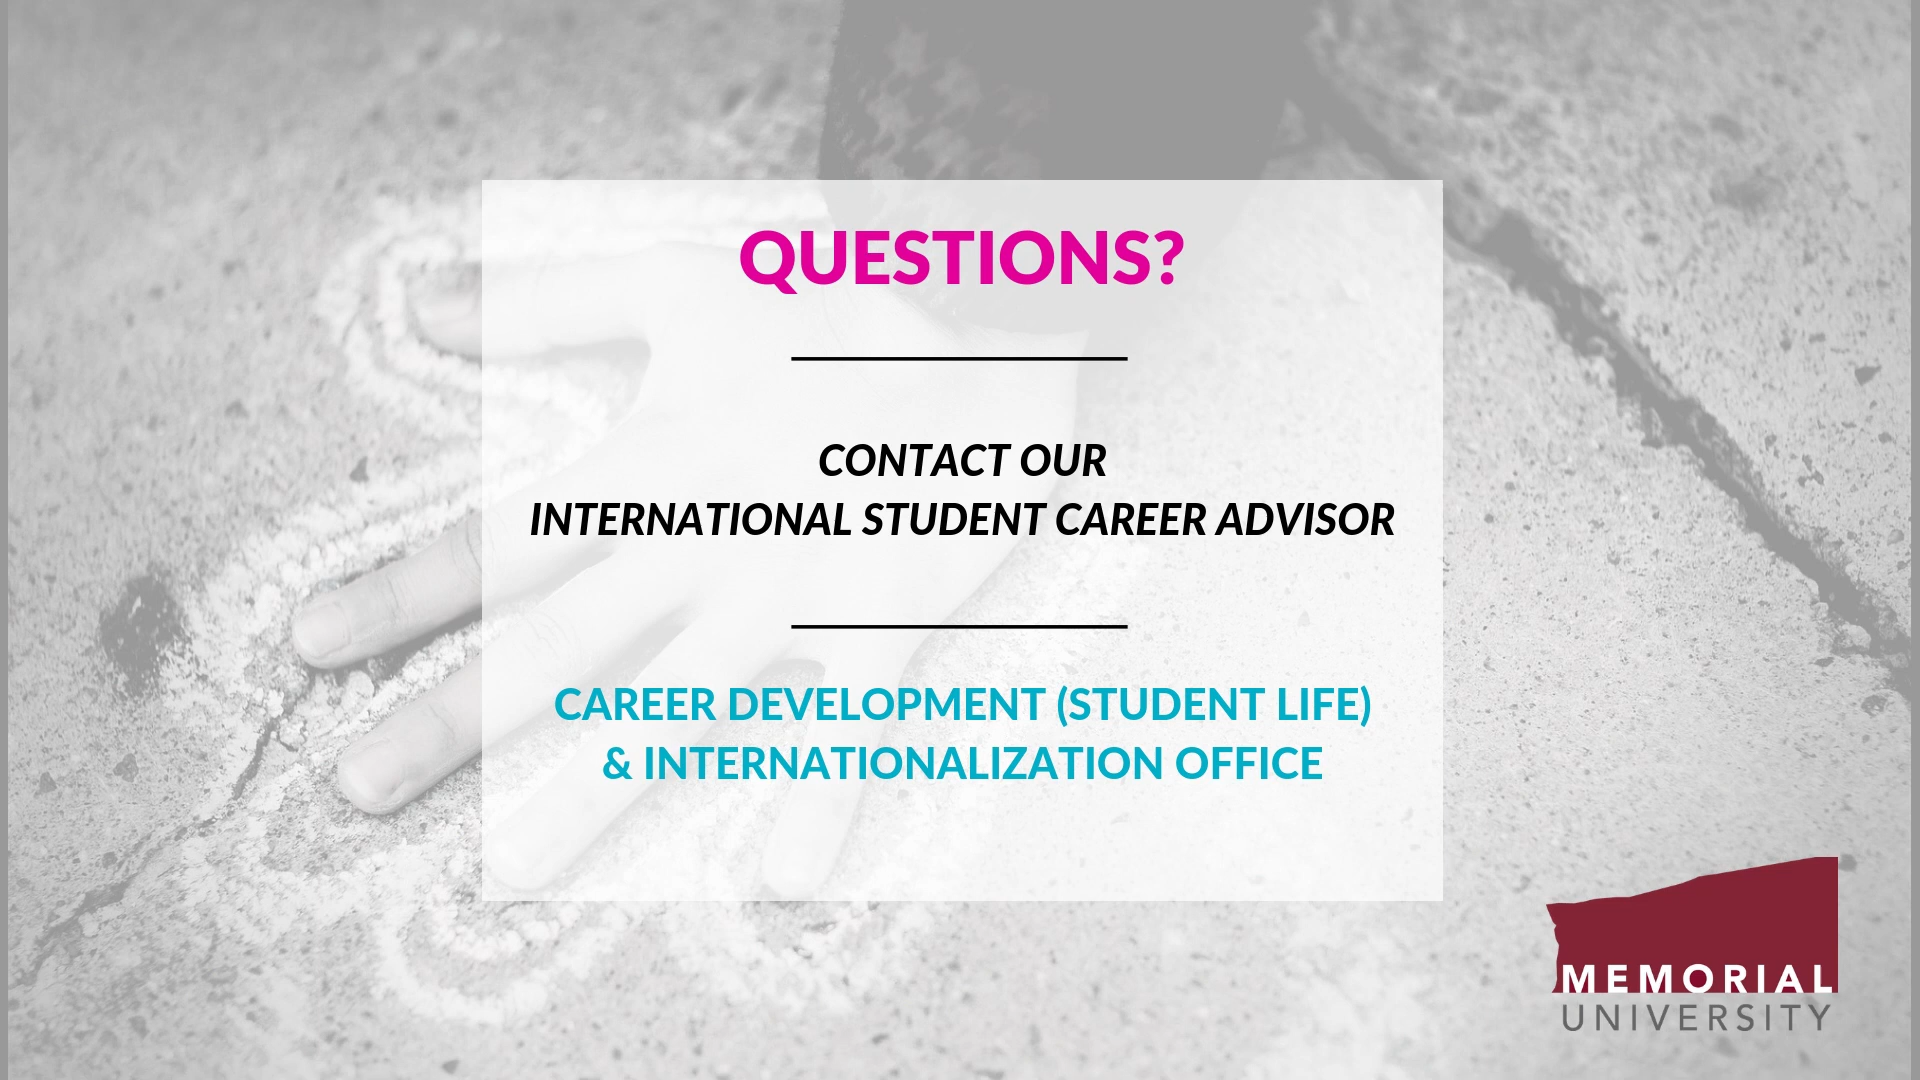 QUESTIONS?
CONTACT OUR
INTERNATIONAL STUDENT CAREER ADVISOR
CAREER DEVELOPMENT (STUDENT LIFE)
& INTERNATIONALIZATION OFFICE
MEMORIAL
UNIVERSITY